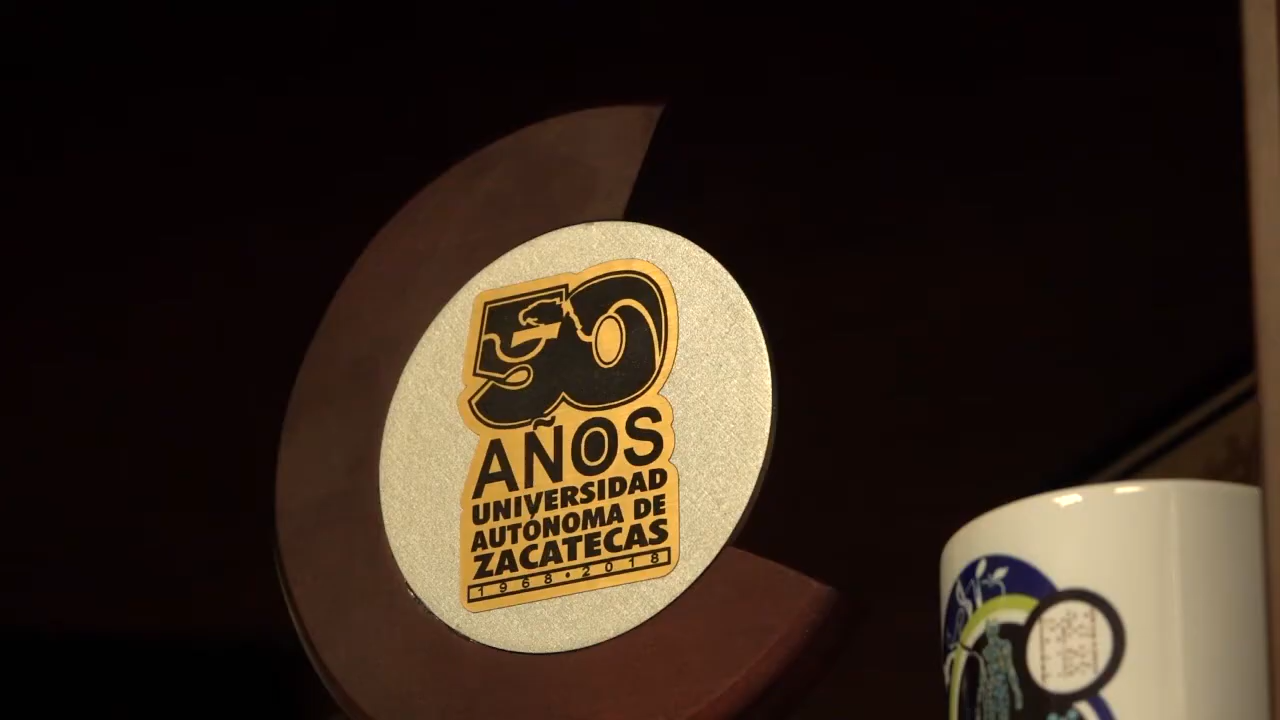 50
AÑOS
UNIVERSIDAD
AUTÓNOMA DE
ZACATECAS
1968•2018